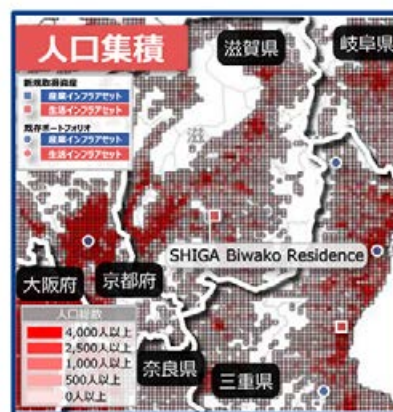 人口集積
滋賀県
岐阜県
新規取得資産
産業インフラアセット
生活インフラアセット
既存ポートフォリオ
産業インフラアセット
生活インフラアセット
滋
SHIGA Biwako Residence
大阪府
京都府
人口総数
4,000人以上
2,500人以上
1,000人以上
500人以上
0人以上
奈良県
三重県